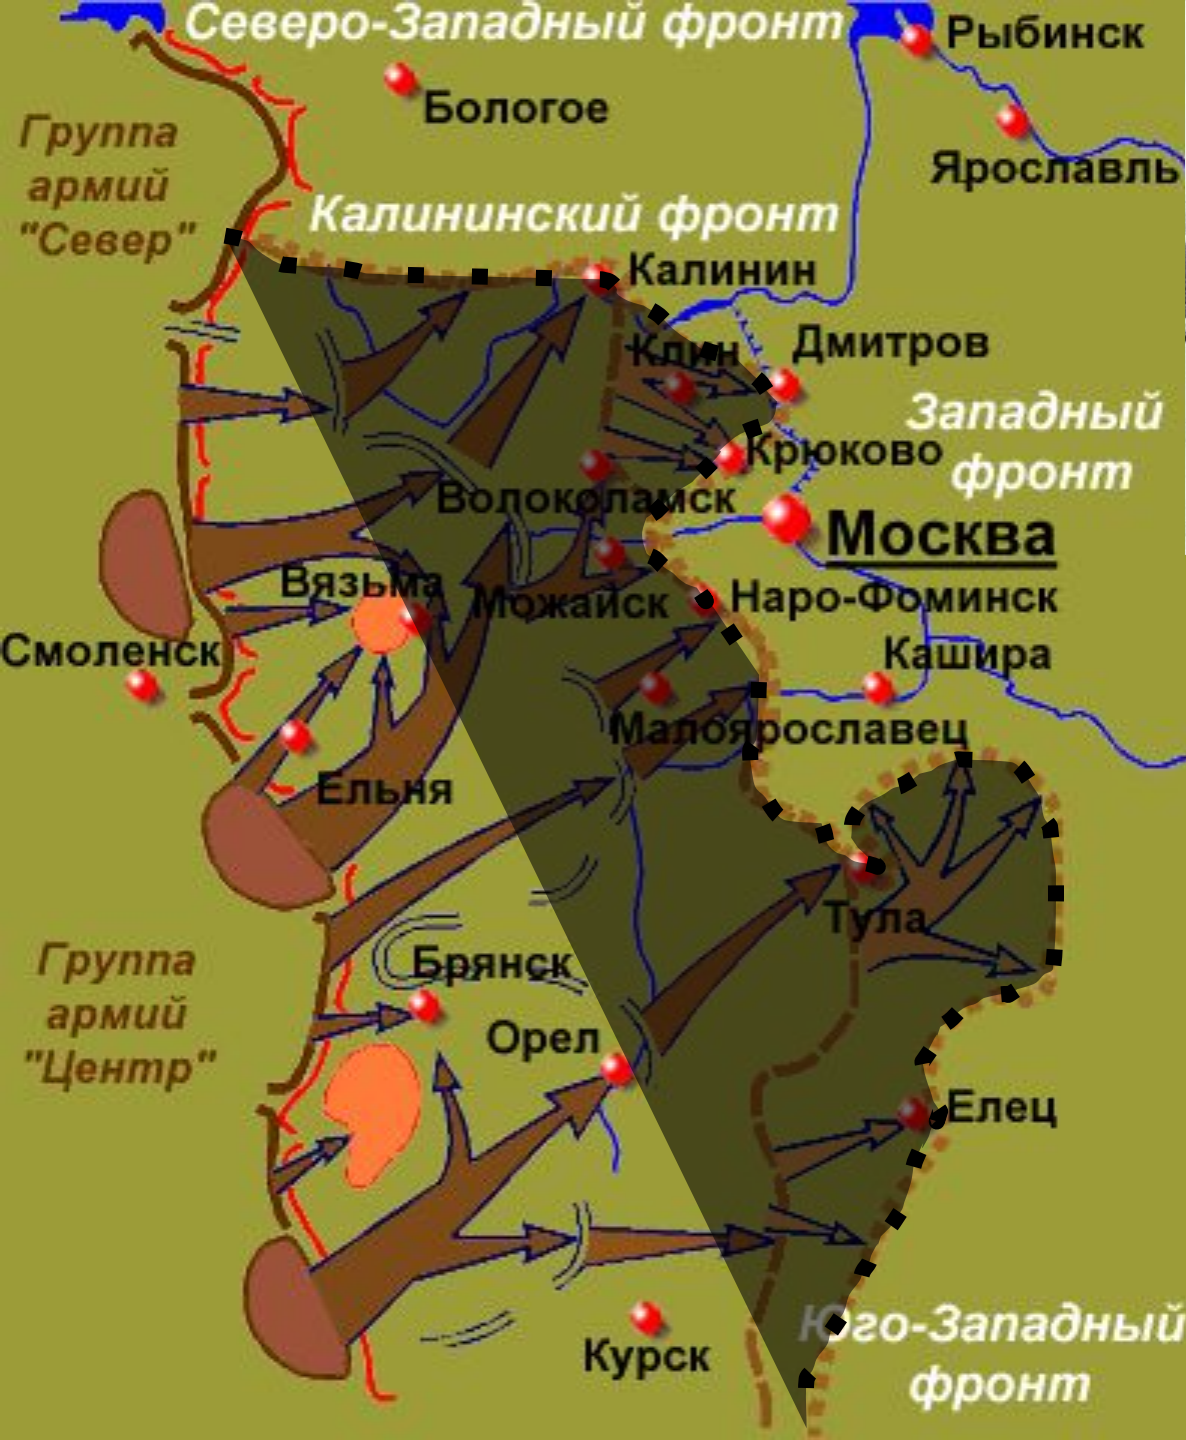 Северо-Западный фронт
Рыбинск
Бологое
Группа
армий
"Север"
Ярославль
Калининский фронт
Калинин
Клин
Дмитров
Западный
фронт
Крюково
Волоколамск
Москва
Вязьма
Можайск
Наро-Фоминск
Смоленск
Кашира
Малоярославец
Ельня
Тула
Брянск
Группа
армий
"Центр"
Орел
Елец
Юго-Западный
фронт
Курск